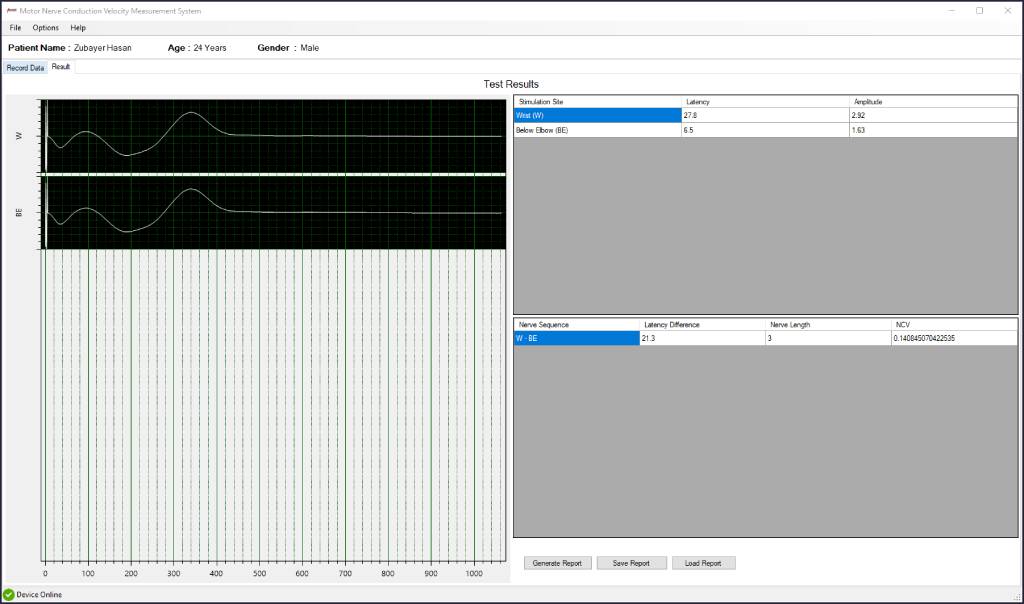 Motor Nerve Conduction Velocity Measurement System
File Options Help
Patient Name : Zubayer Hasan Age : 24 Years Gender : Male
Record Data Result
Test Results
W
BE
0 100 200 300 400 500 600 700 800 900 1000
Stimulation Site Latency Amplitude
Wrist (W) 27.8 2.92
Below Elbow (BE) 6.5 1.63
Nerve Sequence Latency Difference Nerve Length NCV
W - BE 21.3 3 0.140845070422535
Generate Report Save Report Load Report
Device Online